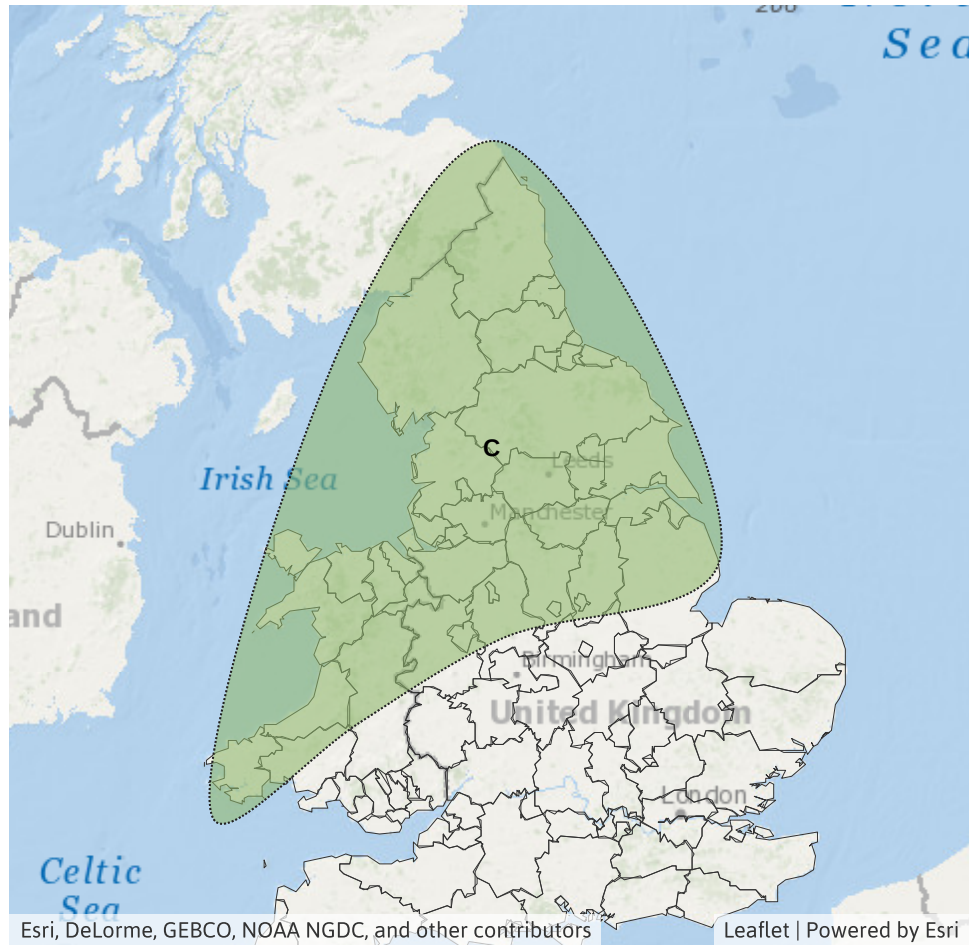 Sea
C
Leeds
Irish Sea
Manchester
Dublin
and
Birmingham
United Kingdom
London
Celtic
Sea
Esri, DeLorme, GEBCO, NOAA NGDC, and other contributors
Leaflet | Powered by Esri